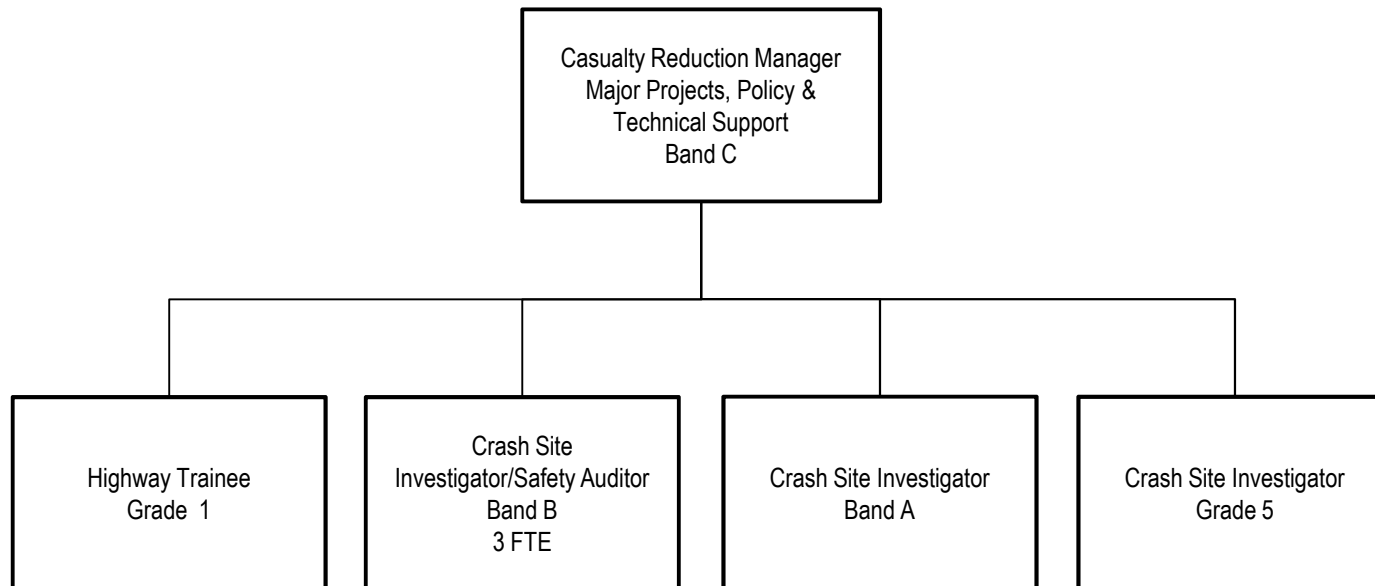 Casualty Reduction Manager
Major Projects, Policy &
Technical Support
Band C
Highway Trainee
Grade 1
Crash Site
Investigator/Safety Auditor
Band B
3 FTE
Crash Site Investigator
Band A
Crash Site Investigator
Grade 5